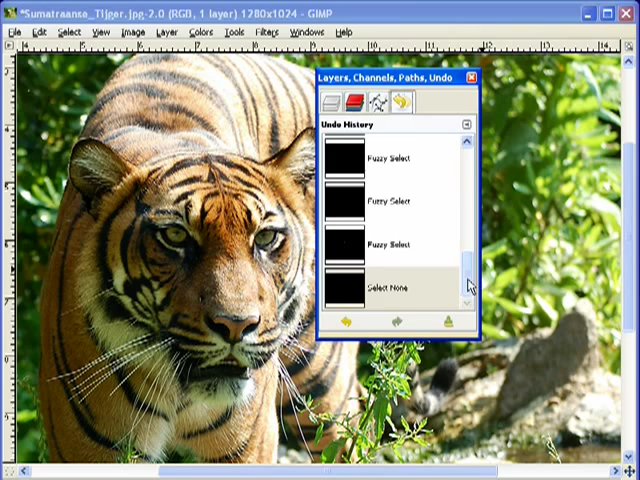 *Sumatraanse_Tijger.jpg-2.0 (RGB, 1 layer) 1280x1024 - GIMP
File Edit Select View Image Layer Colors Tools Filters Windows Help
Layers, Channels, Paths, Undo
Undo History
Fuzzy Select
Fuzzy Select
Fuzzy Select
Select None